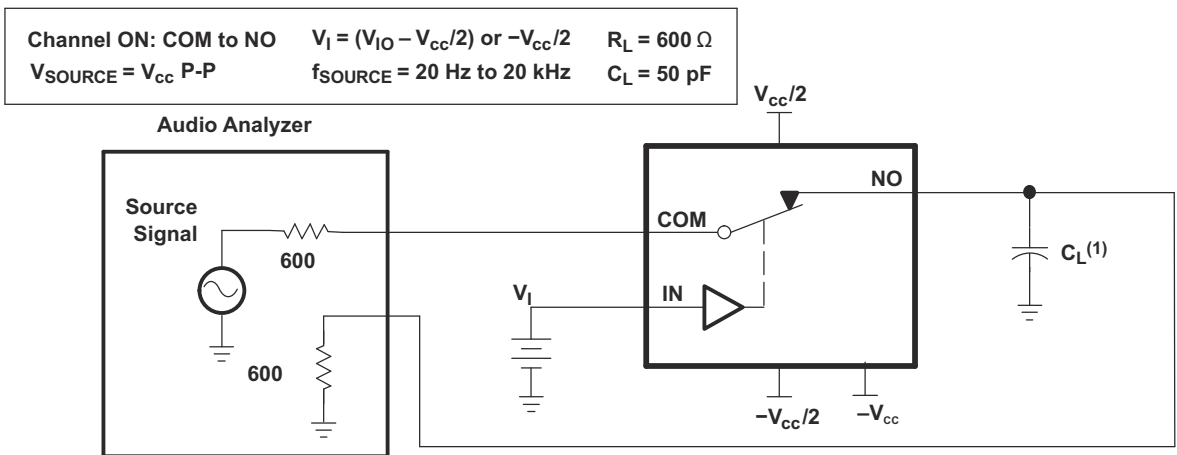 Channel ON: COM to NO V_I = (V_IO – V_cc/2) or −V_cc/2 R_L = 600 Ω
V_SOURCE = V_cc P-P f_SOURCE = 20 Hz to 20 kHz C_L = 50 pF
Audio Analyzer
V_cc/2
NO
Source
Signal
COM
600
C_L(1)
V_I
IN
600
−V_cc/2
−V_cc